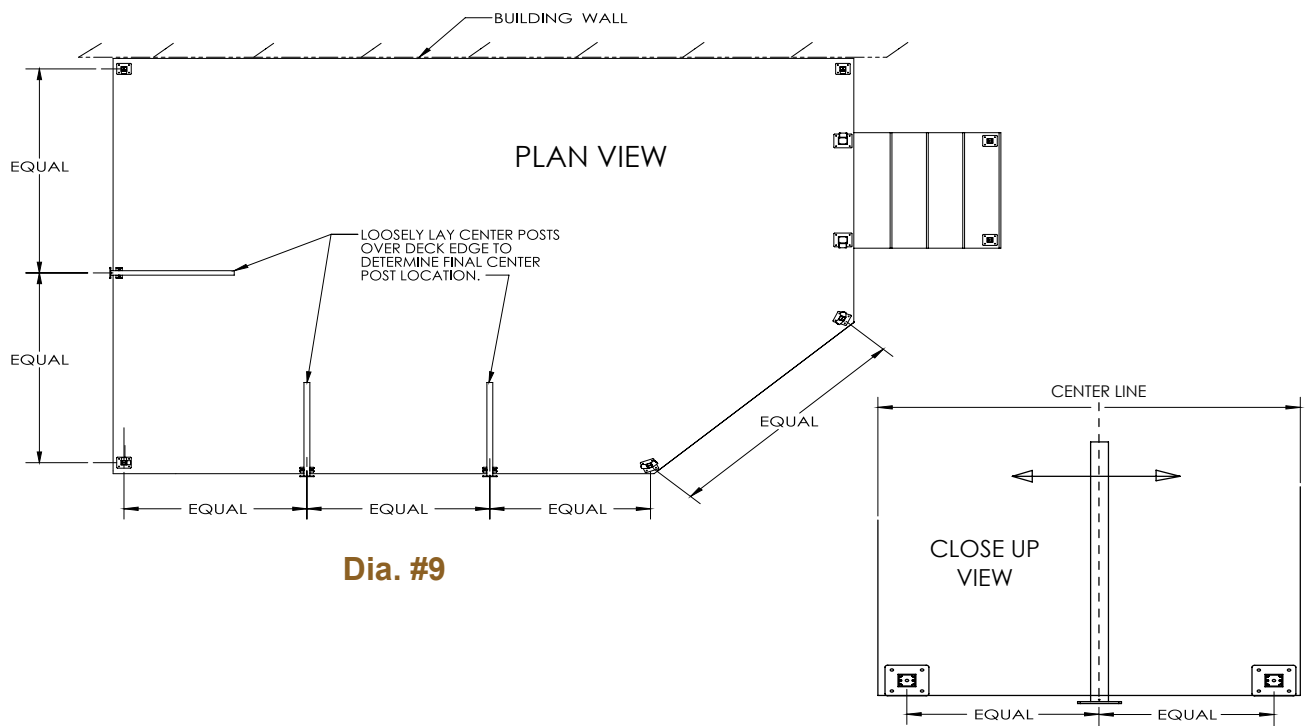 BUILDING WALL
EQUAL
PLAN VIEW
LOOSELY LAY CENTER POSTS
OVER DECK EDGE TO
DETERMINE FINAL CENTER
POST LOCATION.
EQUAL
EQUAL
CENTER LINE
EQUAL
EQUAL
EQUAL
CLOSE UP
VIEW
Dia. #9
EQUAL
EQUAL